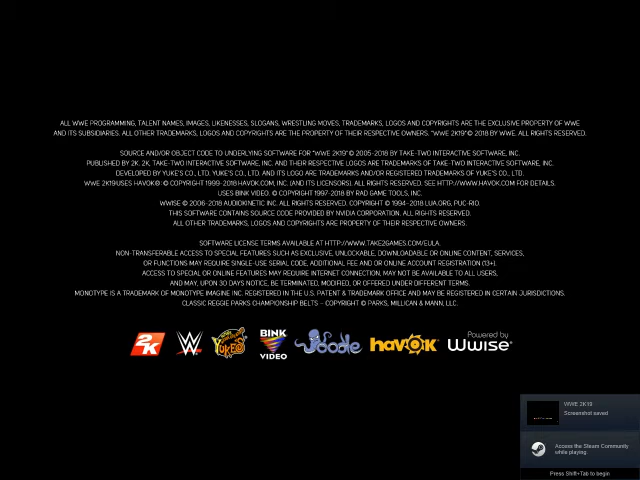 ALL WWE PROGRAMMING, TALENT NAMES, IMAGES, LIKENESSES, SLOGANS, WRESTLING MOVES, TRADEMARKS, LOGOS AND COPYRIGHTS ARE THE EXCLUSIVE PROPERTY OF WWE
AND ITS SUBSIDIARIES. ALL OTHER TRADEMARKS, LOGOS AND COPYRIGHTS ARE THE PROPERTY OF THEIR RESPECTIVE OWNERS. "WWE 2K19"© 2018 BY WWE. ALL RIGHTS RESERVED.
SOURCE AND/OR OBJECT CODE TO UNDERLYING SOFTWARE FOR "WWE 2K19"© 2005-2018 BY TAKE-TWO INTERACTIVE SOFTWARE, INC.
PUBLISHED BY 2K. 2K, TAKE-TWO INTERACTIVE SOFTWARE, INC. AND THEIR RESPECTIVE LOGOS ARE TRADEMARKS OF TAKE-TWO INTERACTIVE SOFTWARE, INC.
DEVELOPED BY YUKE'S CO., LTD. YUKE'S CO., LTD. AND ITS LOGO ARE TRADEMARKS AND/OR REGISTERED TRADEMARKS OF YUKE'S CO., LTD.
WWE 2K19USES HAVOK®: © COPYRIGHT 1999-2018HAVOK.COM, INC. (AND ITS LICENSORS). ALL RIGHTS RESERVED. SEE HTTP://WWW.HAVOK.COM FOR DETAILS.
USES BINK VIDEO. © COPYRIGHT 1997-2018 BY RAD GAME TOOLS, INC.
WWISE © 2006-2018 AUDIOKINETIC INC. ALL RIGHTS RESERVED. COPYRIGHT © 1994-2018 LUA.ORG, PUC-RIO.
THIS SOFTWARE CONTAINS SOURCE CODE PROVIDED BY NVIDIA CORPORATION. ALL RIGHTS RESERVED.
ALL OTHER TRADEMARKS, LOGOS AND COPYRIGHTS ARE PROPERTY OF THEIR RESPECTIVE OWNERS.
SOFTWARE LICENSE TERMS AVAILABLE AT HTTP://WWW.TAKE2GAMES.COM/EULA.
NON-TRANSFERABLE ACCESS TO SPECIAL FEATURES SUCH AS EXCLUSIVE, UNLOCKABLE, DOWNLOADABLE OR ONLINE CONTENT, SERVICES,
OR FUNCTIONS MAY REQUIRE SINGLE-USE SERIAL CODE, ADDITIONAL FEE AND OR ONLINE ACCOUNT REGISTRATION (13+).
ACCESS TO SPECIAL OR ONLINE FEATURES MAY REQUIRE INTERNET CONNECTION, MAY NOT BE AVAILABLE TO ALL USERS,
AND MAY, UPON 30 DAYS NOTICE, BE TERMINATED, MODIFIED, OR OFFERED UNDER DIFFERENT TERMS.
MONOTYPE IS A TRADEMARK OF MONOTYPE IMAGINE INC. REGISTERED IN THE U.S. PATENT & TRADEMARK OFFICE AND MAY BE REGISTERED IN CERTAIN JURISDICTIONS.
CLASSIC REGGIE PARKS CHAMPIONSHIP BELTS - COPYRIGHT © PARKS, MILLICAN & MANN, LLC.
2K W YUKE'S BINK VIDEO Oodle havok Powered by Wwise
WWE 2K19
Screenshot saved
Access the Steam Community
while playing.
Press Shift+Tab to begin